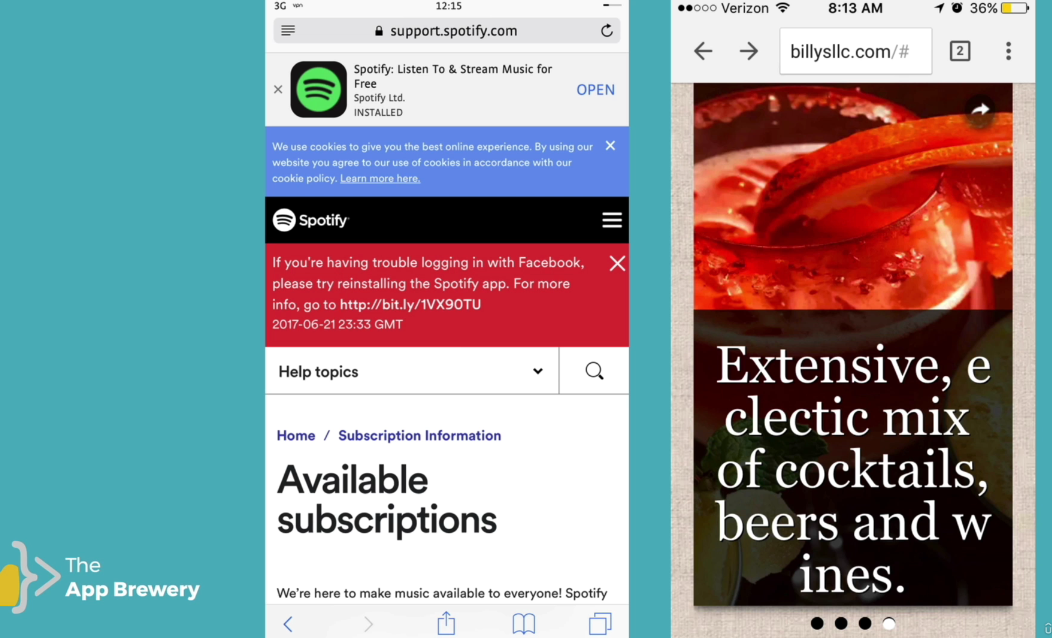 3G vpn
12:15
support.spotify.com
Spotify: Listen To & Stream Music for
Free
Spotify Ltd.
INSTALLED
OPEN
We use cookies to give you the best online experience. By using our
website you agree to our use of cookies in accordance with our
cookie policy. Learn more here.
Spotify
If you're having trouble logging in with Facebook,
please try reinstalling the Spotify app. For more
info, go to http://bit.ly/1VX90TU
2017-06-21 23:33 GMT
Help topics
Home / Subscription Information
Available
subscriptions
We're here to make music available to everyone! Spotify
Verizon
8:13 AM
36%
billysllc.com/#
2
Extensive, e
clectic mix
of cocktails,
beers and w
ines.
The
App Brewery